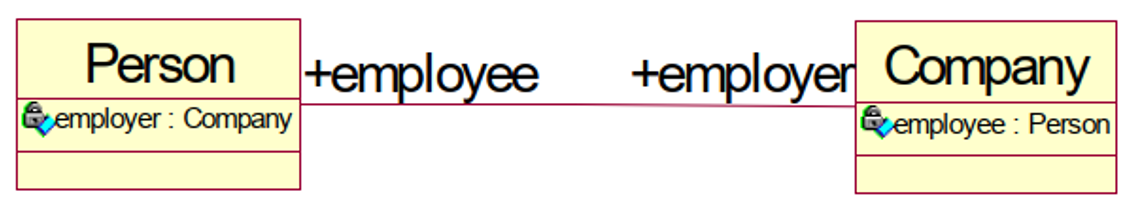 Person
employer : Company
+employee
+employer
Company
employee : Person